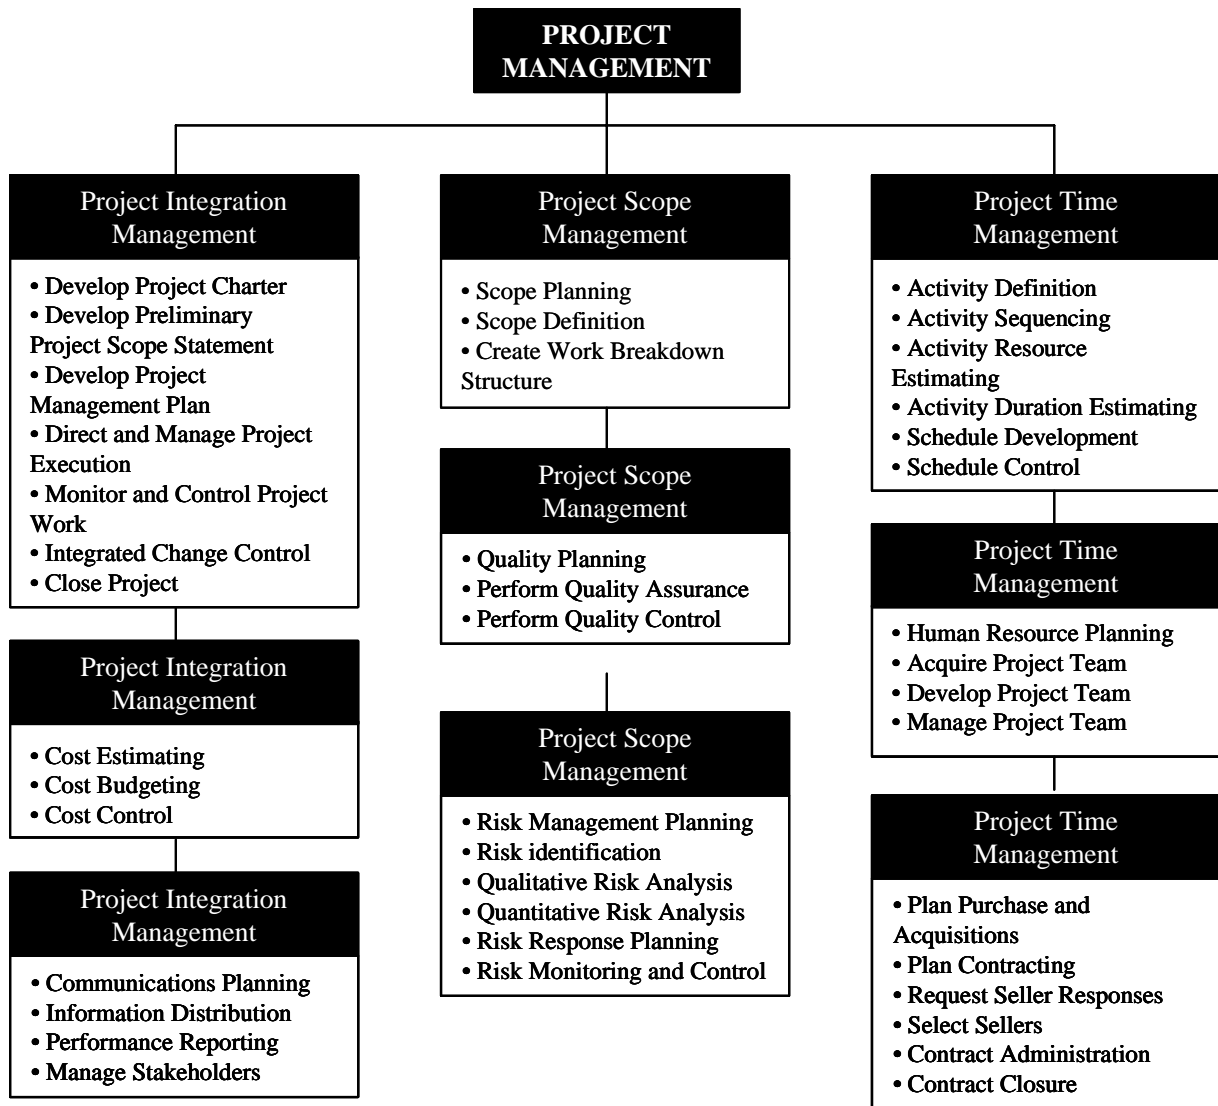 PROJECT
MANAGEMENT
Project Integration
Management
• Develop Project Charter
• Develop Preliminary
Project Scope Statement
• Develop Project
Management Plan
• Direct and Manage Project
Execution
• Monitor and Control Project
Work
• Integrated Change Control
• Close Project
Project Integration
Management
• Cost Estimating
• Cost Budgeting
• Cost Control
Project Integration
Management
• Communications Planning
• Information Distribution
• Performance Reporting
• Manage Stakeholders
Project Scope
Management
• Scope Planning
• Scope Definition
• Create Work Breakdown
Structure
Project Scope
Management
• Quality Planning
• Perform Quality Assurance
• Perform Quality Control
Project Scope
Management
• Risk Management Planning
• Risk identification
• Qualitative Risk Analysis
• Quantitative Risk Analysis
• Risk Response Planning
• Risk Monitoring and Control
Project Time
Management
• Activity Definition
• Activity Sequencing
• Activity Resource
Estimating
• Activity Duration Estimating
• Schedule Development
• Schedule Control
Project Time
Management
• Human Resource Planning
• Acquire Project Team
• Develop Project Team
• Manage Project Team
Project Time
Management
• Plan Purchase and
Acquisitions
• Plan Contracting
• Request Seller Responses
• Select Sellers
• Contract Administration
• Contract Closure